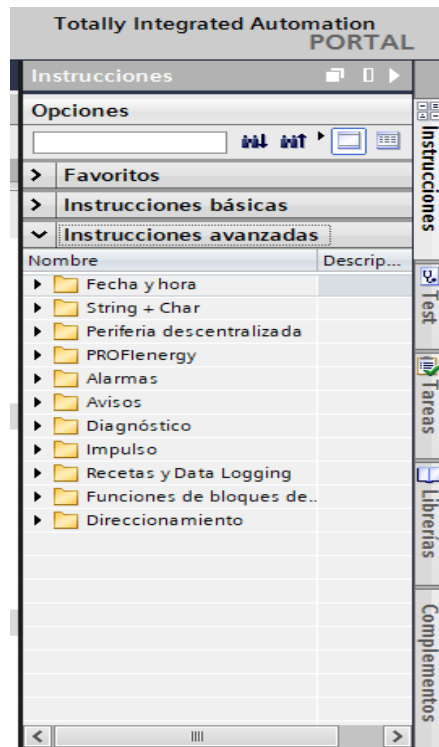 Totally Integrated Automation
PORTAL
Instrucciones
Opciones
Favoritos
Instrucciones básicas
Instrucciones avanzadas
Nombre Descrip...
Fecha y hora
String + Char
Periferia descentralizada
PROFIenergy
Alarmas
Avisos
Diagnóstico
Impulso
Recetas y Data Logging
Funciones de bloques de..
Direccionamiento
Instrucciones
Test
Tareas
Librerías
Complementos